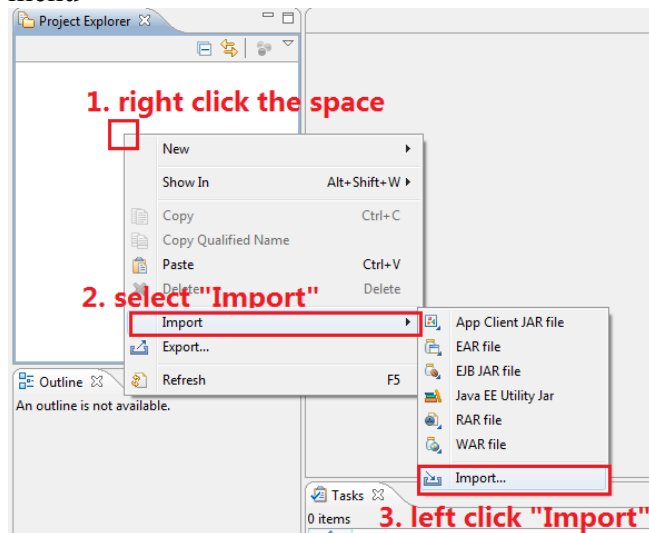 menu
Project Explorer
1. right click the space
New
Show In Alt+Shift+W
Copy Ctrl+C
Copy Qualified Name
Paste Ctrl+V
Delete Delete
2. select "Import"
Import
Export...
Refresh F5
App Client JAR file
EAR file
EJB JAR file
Java EE Utility Jar
RAR file
WAR file
Import...
Outline
An outline is not available.
Tasks
0 items
3. left click "Import"